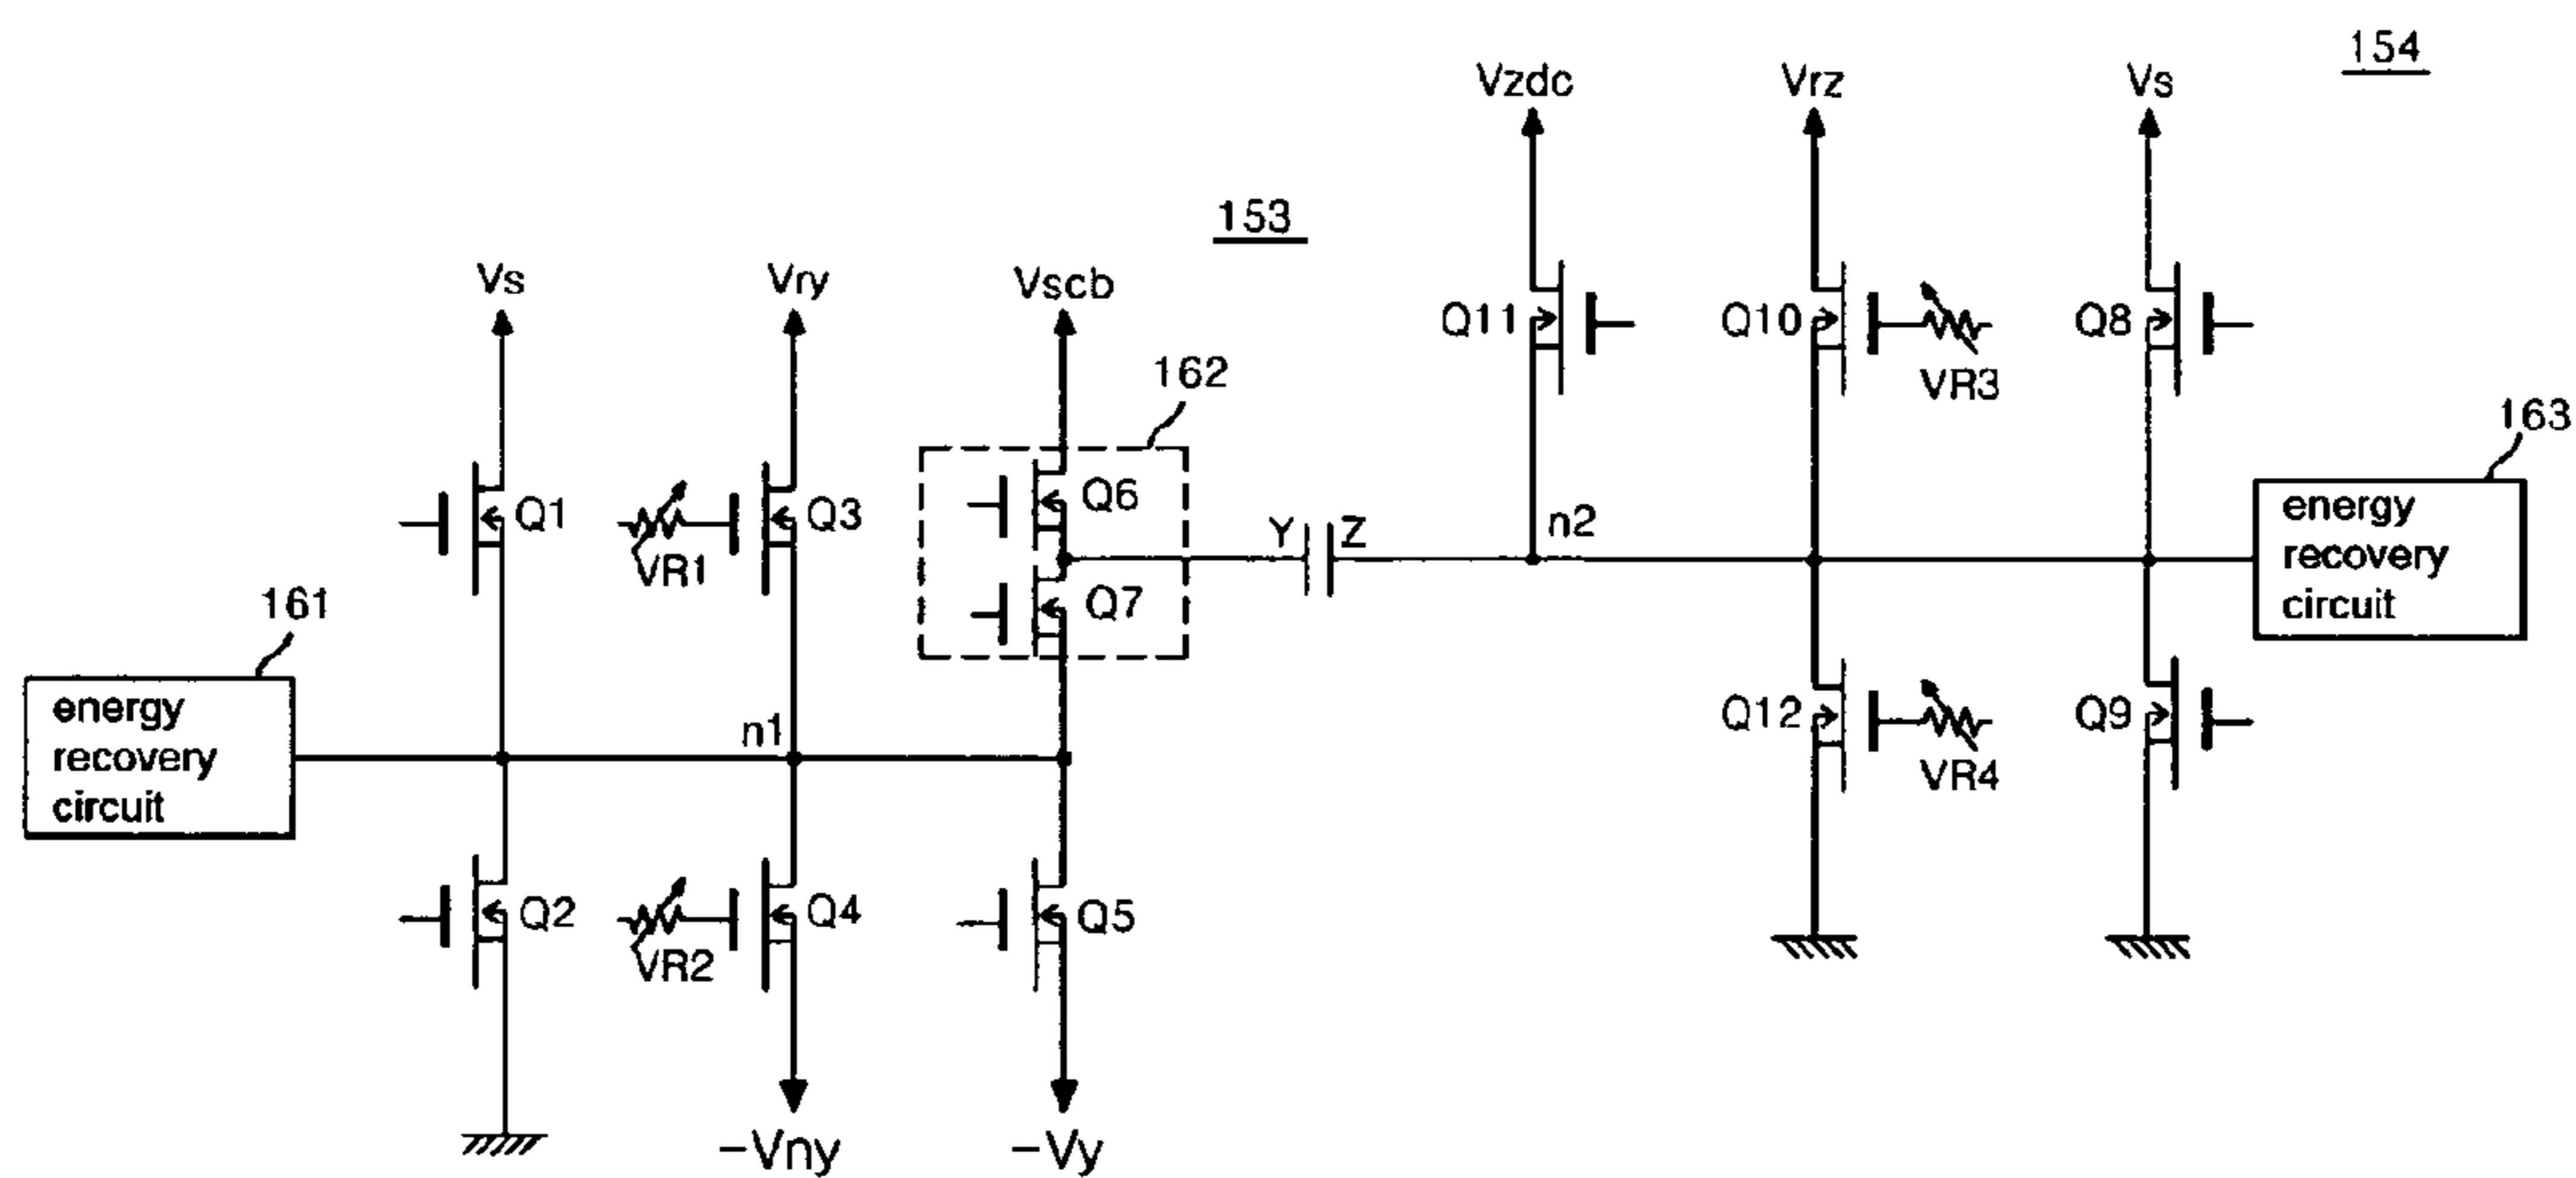 154
Vzdc
Vrz
Vs
153
Vs
Vry
Vscb
Q11
Q10
VR3
Q8
162
163
Q1
Q3
VR1
Q6
Q7
Y
Z
n2
energy
recovery
circuit
161
energy
recovery
circuit
n1
Q12
VR4
Q9
Q2
Q4
VR2
Q5
-Vny
-Vy